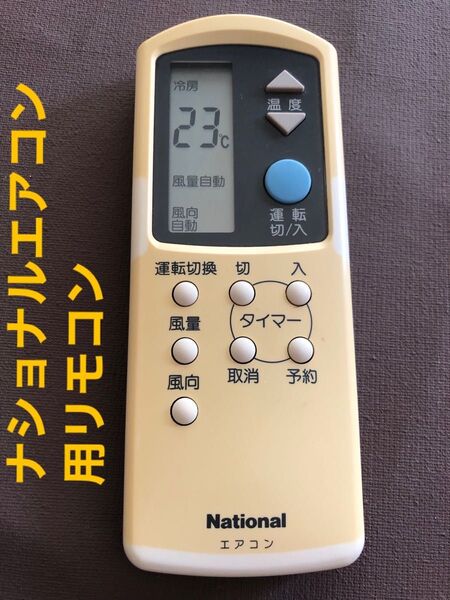 ナショナルエアコン
用リモコン
冷房
23℃
風量自動
風向
自動
温度
運転
切/入
運転切換
切
入
風量
タイマー
風向
取消
予約
National
エアコン